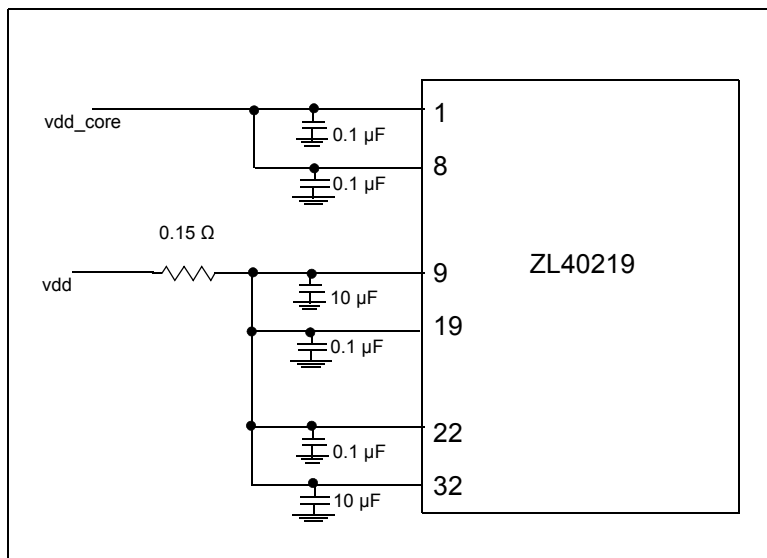 vdd_core
1
0.1 µF
8
0.1 µF
0.15 Ω
ZL40219
vdd
9
10 µF
19
0.1 µF
22
0.1 µF
32
10 µF